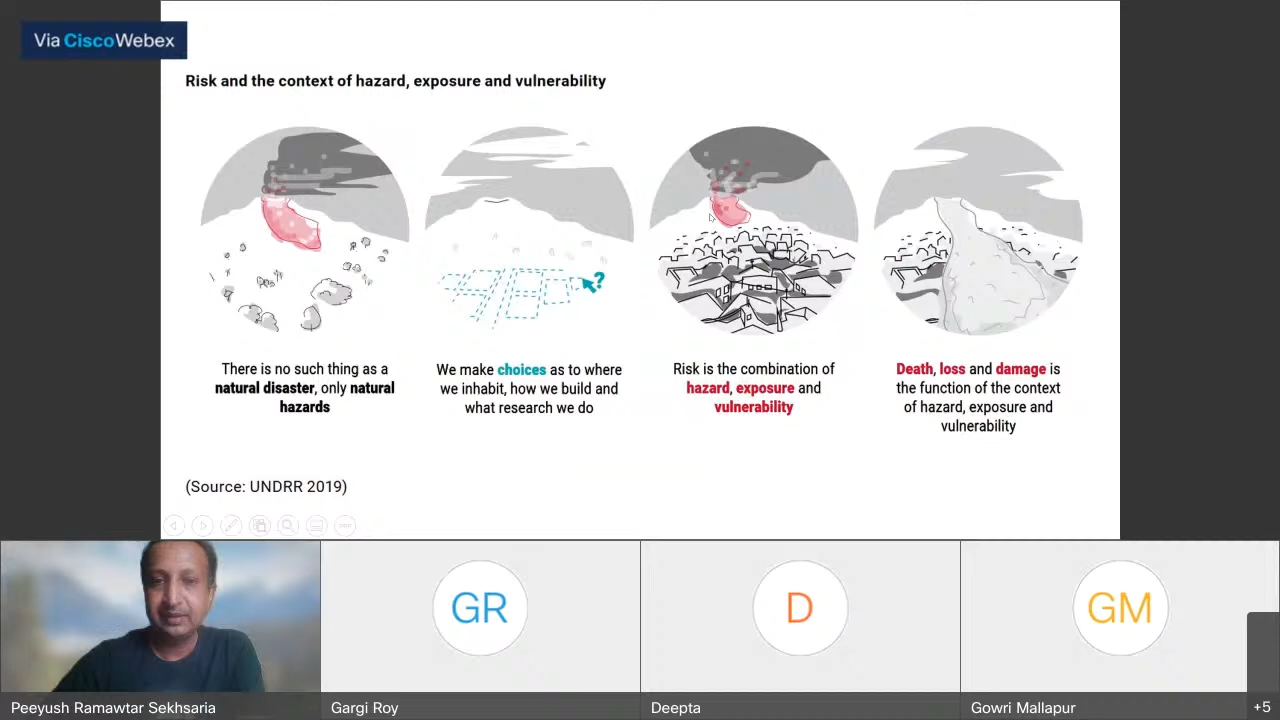 Via CiscoWebex
Risk and the context of hazard, exposure and vulnerability
There is no such thing as a
natural disaster, only natural
hazards
We make choices as to where
we inhabit, how we build and
what research we do
?
Risk is the combination of
hazard, exposure and
vulnerability
Death, loss and damage is
the function of the context
of hazard, exposure and
vulnerability
(Source: UNDRR 2019)
GR
D
GM
Peeyush Ramawtar Sekhsaria
Gargi Roy
Deepta
Gowri Mallapur
+5